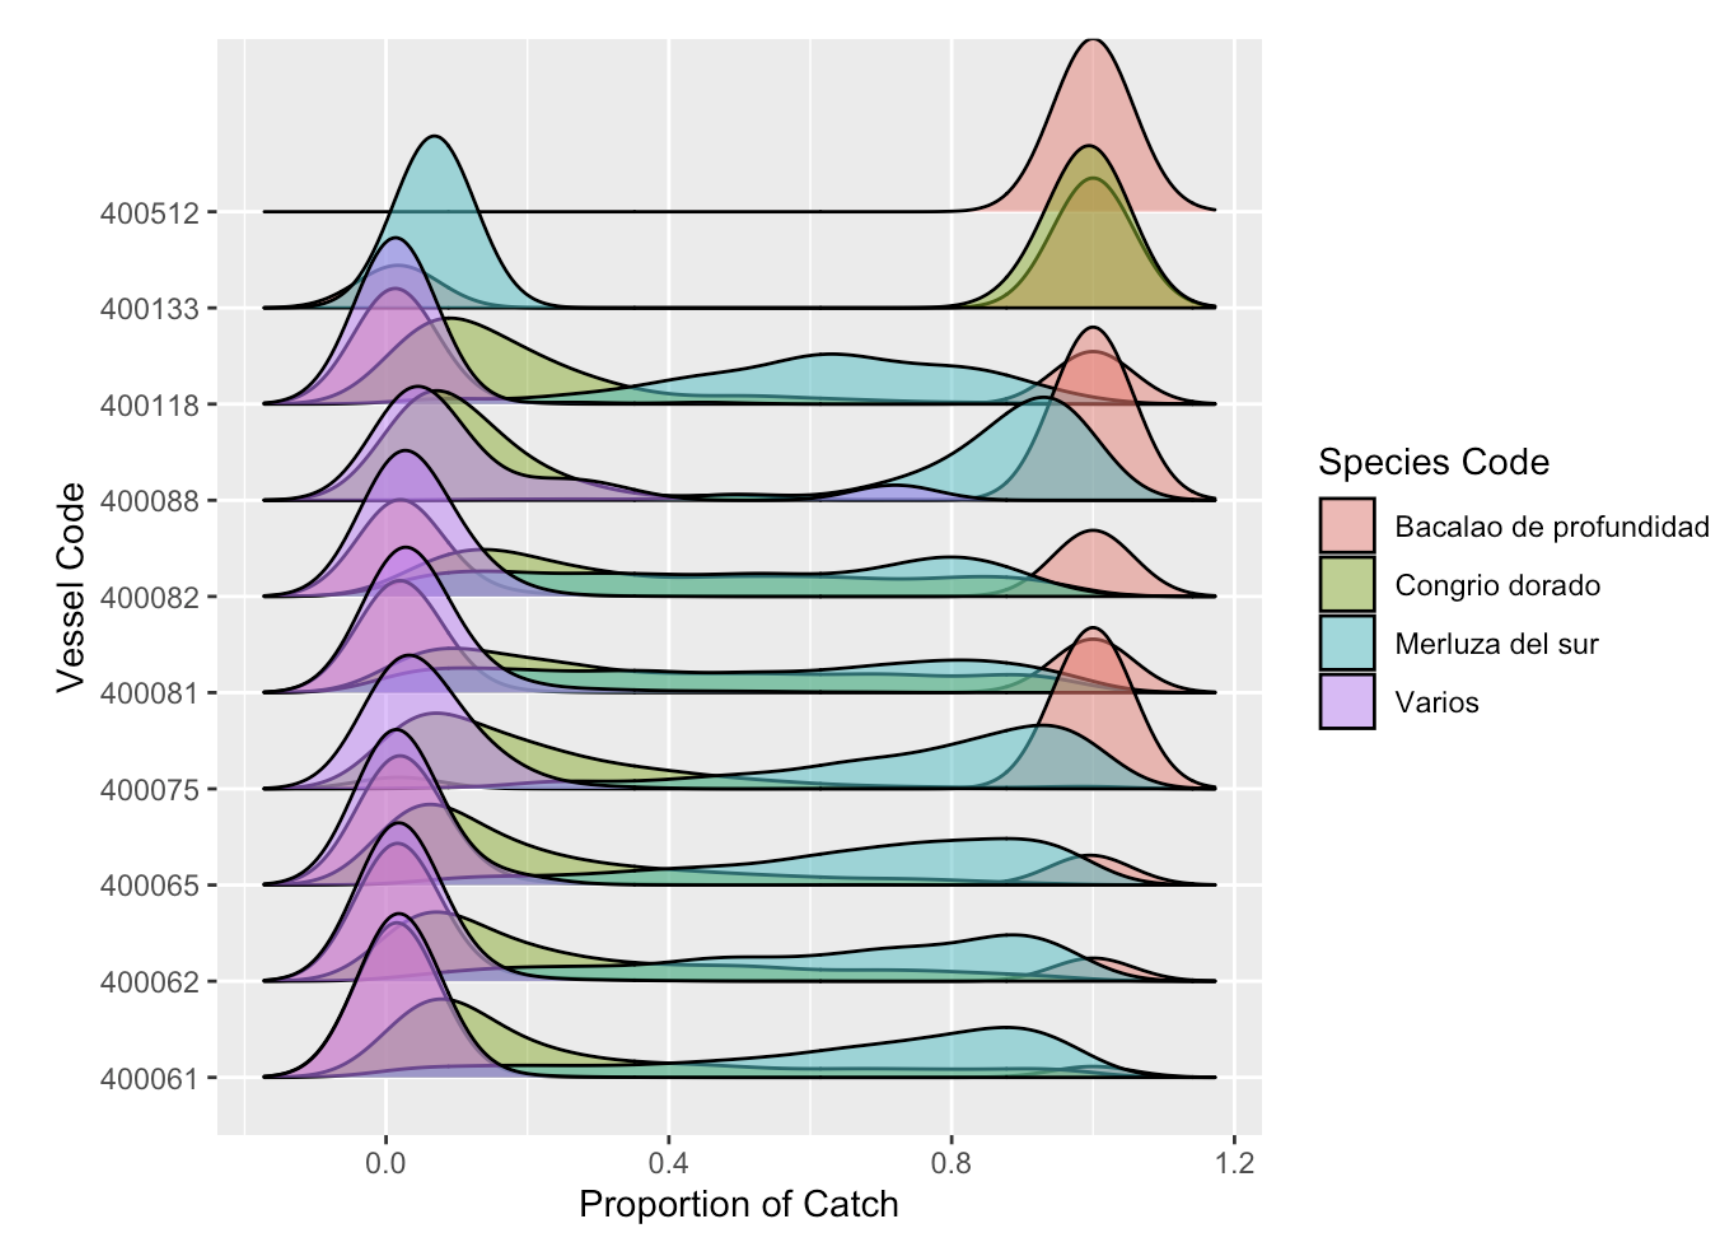 Vessel Code
400512
400133
400118
400088
400082
400081
400075
400065
400062
400061
0.0 0.4 0.8 1.2
Proportion of Catch
Species Code
Bacalao de profundidad
Congrio dorado
Merluza del sur
Varios